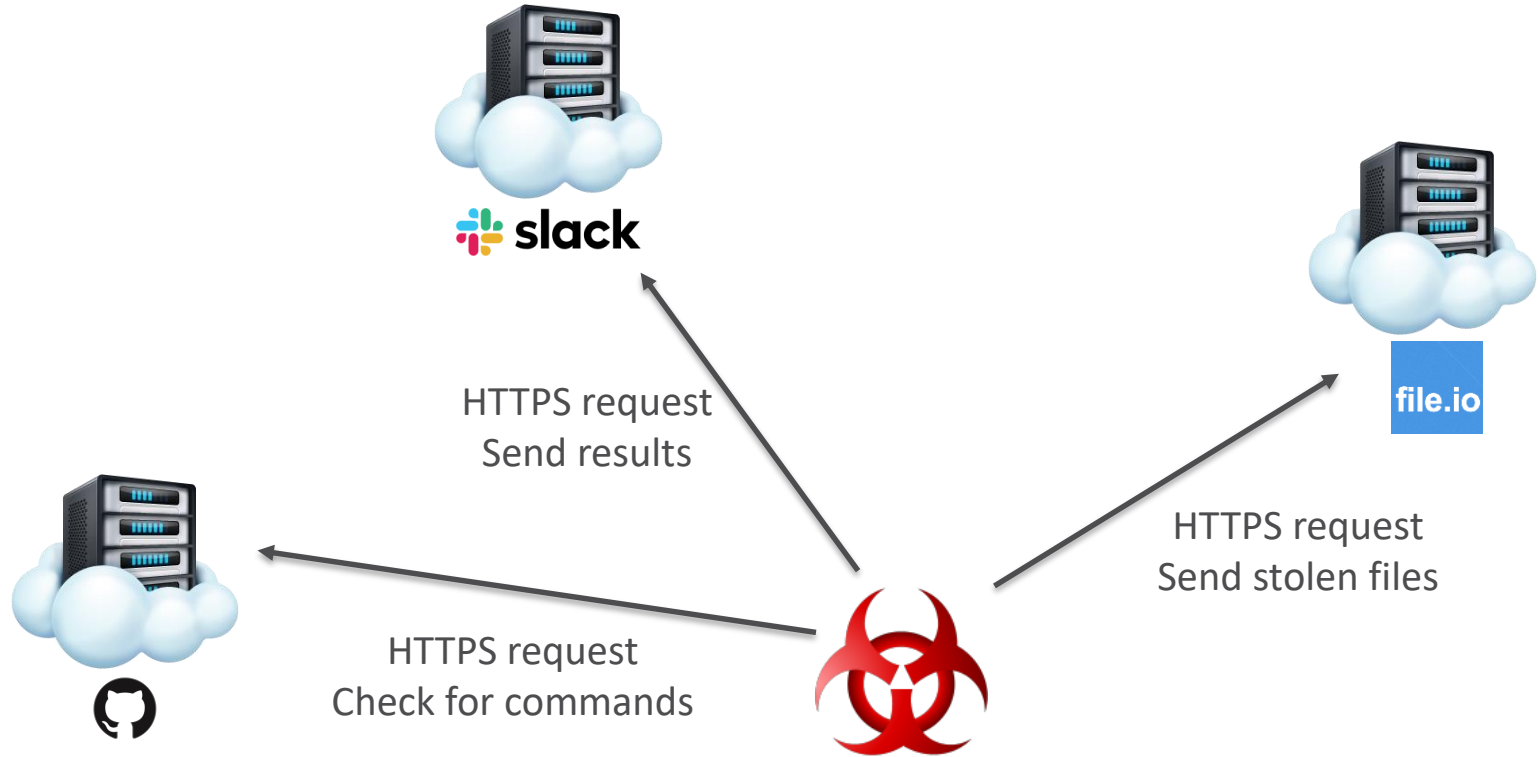 slack
file.io
HTTPS request
Send results
HTTPS request
Send stolen files
HTTPS request
Check for commands